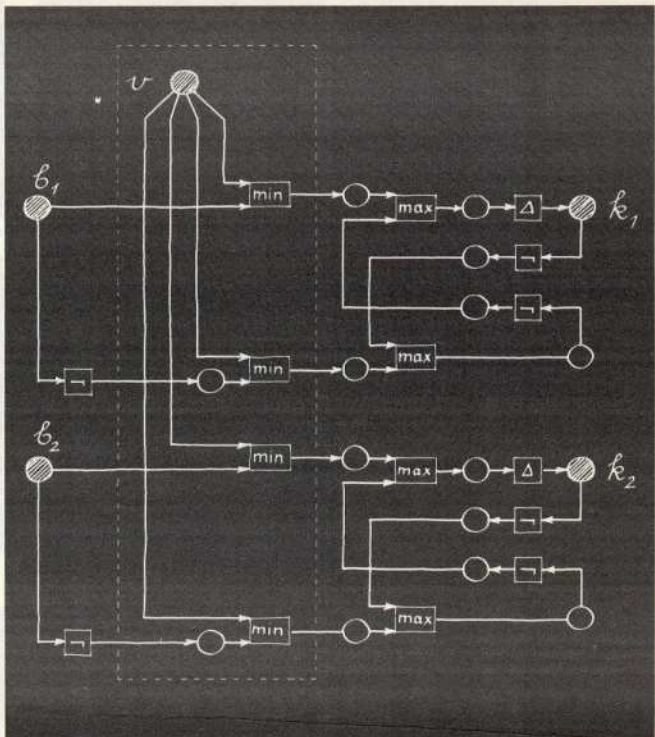 v
b₁
min
max
Δ
k₁
¬
¬
max
min
¬
b₂
min
max
Δ
k₂
¬
¬
max
min
¬